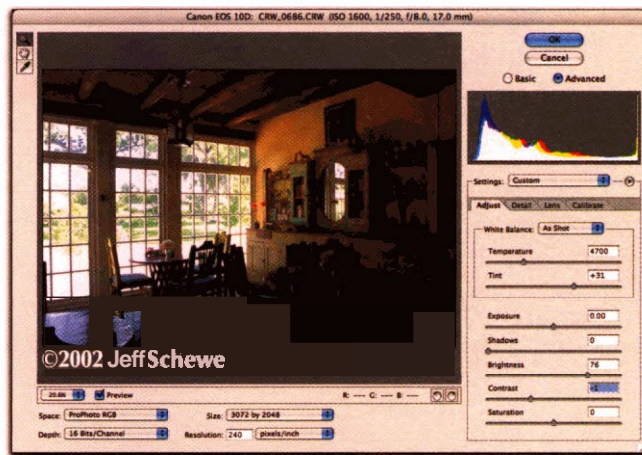 Canon EOS 10D: CRW_0686.CRW (ISO 1600, 1/250, f/8.0, 17.0 mm)
OK
Cancel
Basic Advanced
Settings: Custom
Adjust Detail Lens Calibrate
White Balance: As Shot
Temperature 4700
Tint +31
Exposure 0.00
Shadows 0
Brightness 76
Contrast -1
Saturation 0
©2002 JeffSchewe
20.8% Preview R: --- G: --- B: ---
Space: ProPhoto RGB Size: 3072 by 2048
Depth: 16 Bits/Channel Resolution: 240 pixels/inch